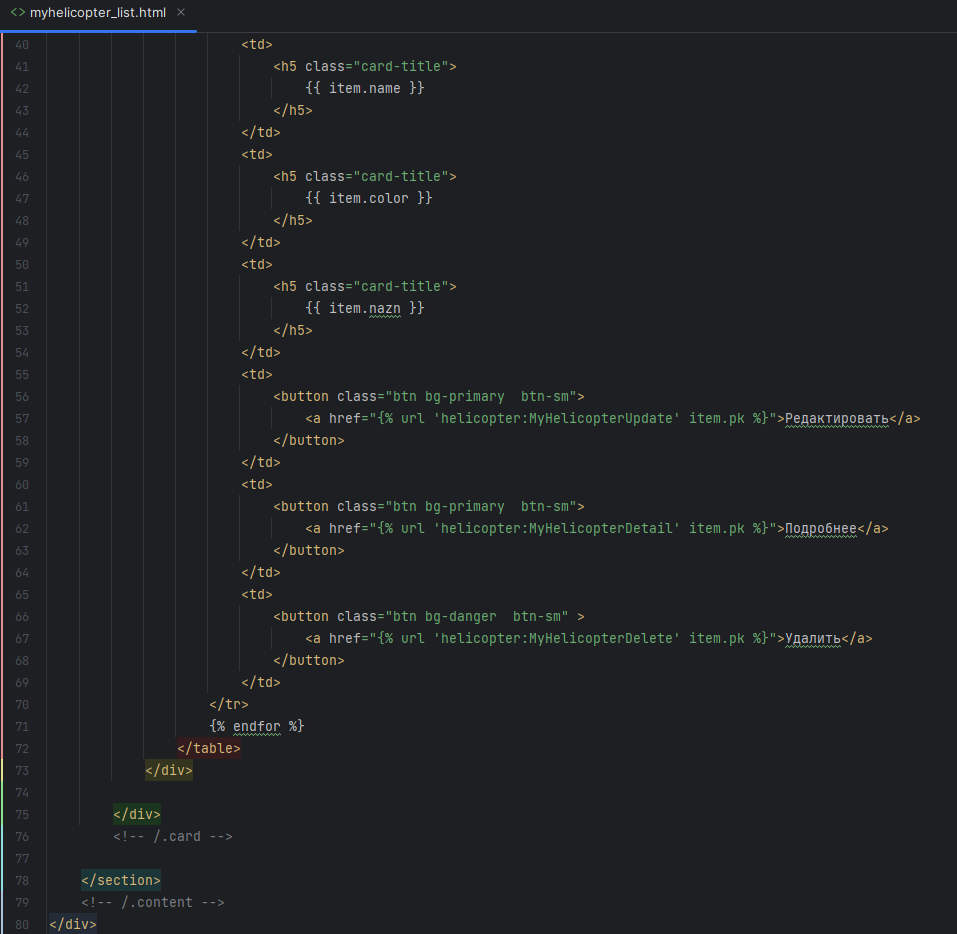 <> myhelicopter_list.html ×
40 <td>
41 <h5 class="card-title">
42 {{ item.name }}
43 </h5>
44 </td>
45 <td>
46 <h5 class="card-title">
47 {{ item.color }}
48 </h5>
49 </td>
50 <td>
51 <h5 class="card-title">
52 {{ item.nazn }}
53 </h5>
54 </td>
55 <td>
56 <button class="btn bg-primary  btn-sm">
57 <a href="{% url 'helicopter:MyHelicopterUpdate' item.pk %}">Редактировать</a>
58 </button>
59 </td>
60 <td>
61 <button class="btn bg-primary  btn-sm">
62 <a href="{% url 'helicopter:MyHelicopterDetail' item.pk %}">Подробнее</a>
63 </button>
64 </td>
65 <td>
66 <button class="btn bg-danger  btn-sm" >
67 <a href="{% url 'helicopter:MyHelicopterDelete' item.pk %}">Удалить</a>
68 </button>
69 </td>
70 </tr>
71 {% endfor %}
72 </table>
73 </div>
74
75 </div>
76 <!-- /.card -->
77
78 </section>
79 <!-- /.content -->
80 </div>